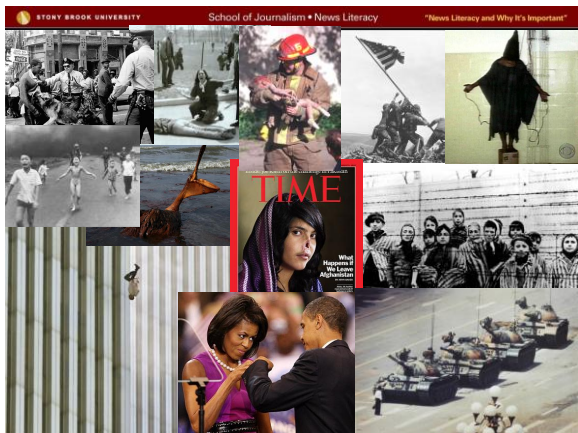 STONY BROOK UNIVERSITY
School of Journalism • News Literacy
"News Literacy and Why It's Important"
TIME
What
Happens if
We Leave
Afghanistan